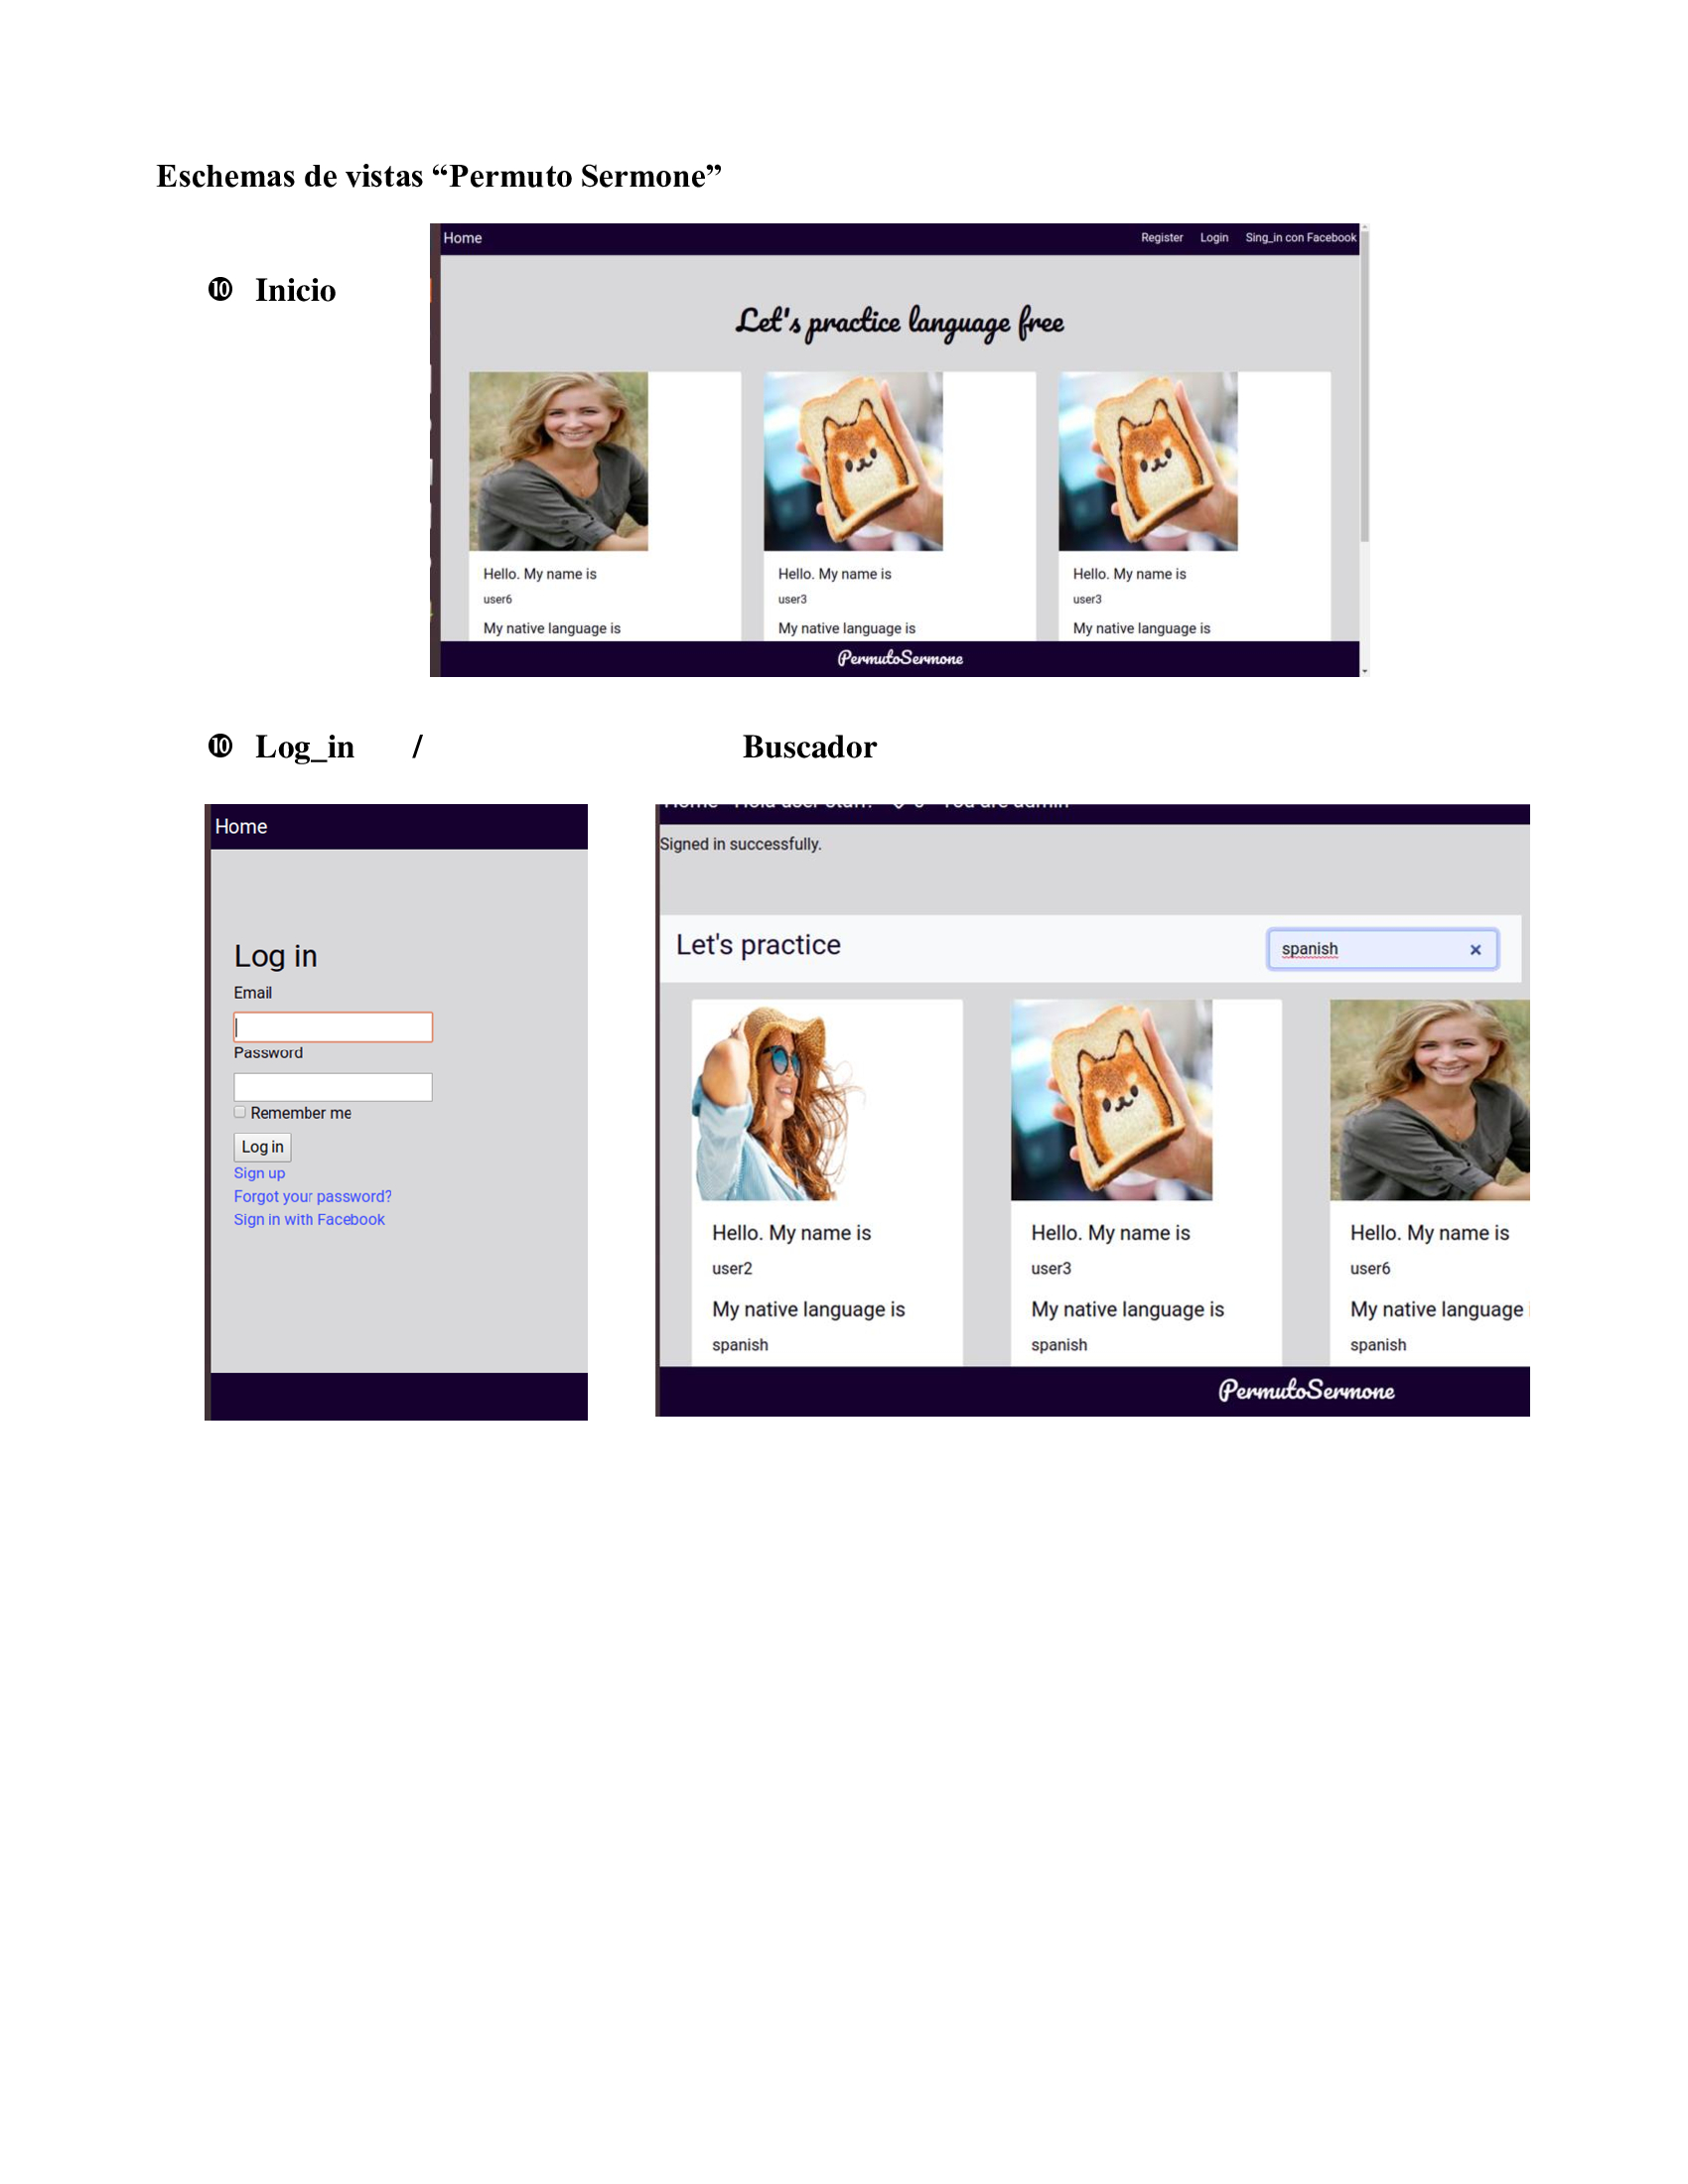 Eschemas de vistas “Permuto Sermone”
❿ Inicio
Home Register Login Sing_in con Facebook
Let's practice language free
Hello. My name is Hello. My name is Hello. My name is
user6 user3 user3
My native language is My native language is My native language is
PermutoSermone
❿ Log_in / Buscador
Home
Log in
Email
Password
Remember me
Log in
Sign up
Forgot your password?
Sign in with Facebook
Signed in successfully.
Let's practice spanish ×
Hello. My name is Hello. My name is Hello. My name is
user2 user3 user6
My native language is My native language is My native language
spanish spanish spanish
PermutoSermone